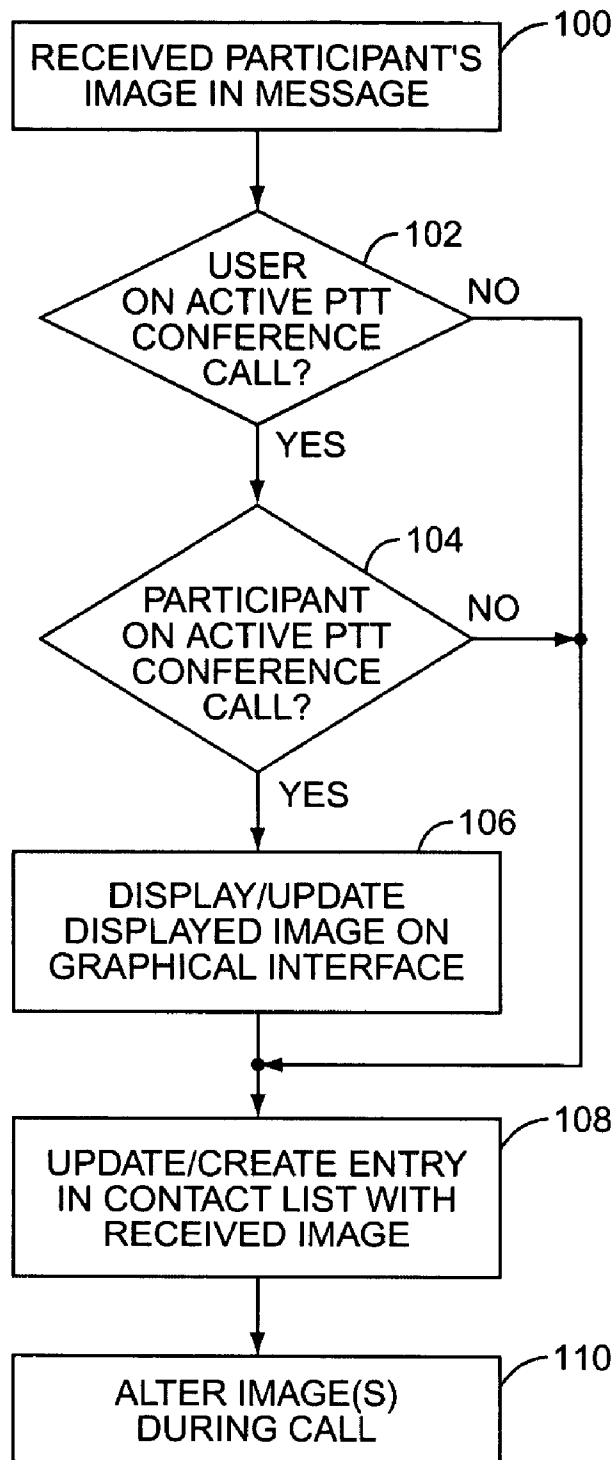 100
RECEIVED PARTICIPANT'S
IMAGE IN MESSAGE
102
USER
ON ACTIVE PTT
CONFERENCE
CALL?
NO
YES
104
PARTICIPANT
ON ACTIVE PTT
CONFERENCE
CALL?
NO
YES
106
DISPLAY/UPDATE
DISPLAYED IMAGE ON
GRAPHICAL INTERFACE
108
UPDATE/CREATE ENTRY
IN CONTACT LIST WITH
RECEIVED IMAGE
110
ALTER IMAGE(S)
DURING CALL